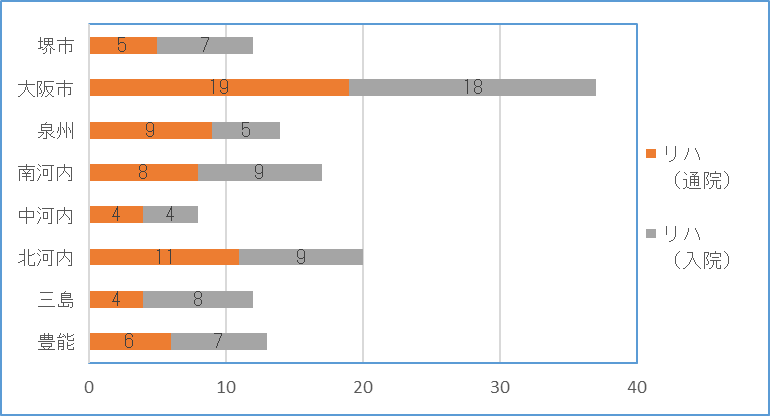 堺市
5 7
大阪市
19 18
泉州
9 5
南河内
8 9
中河内
4 4
北河内
11 9
三島
4 8
豊能
6 7
0 10 20 30 40
リハ
（通院）
リハ
（入院）